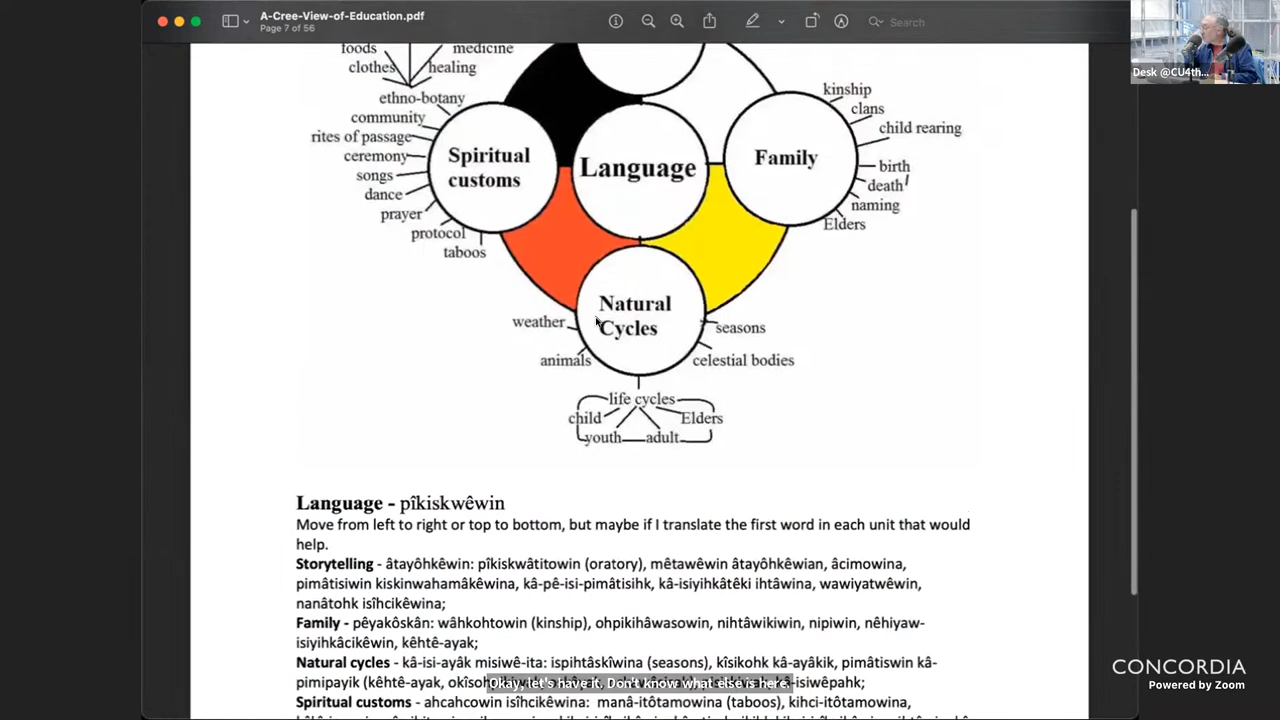 A-Cree-View-of-Education.pdf
Page 7 of 56
Search
Desk @CU4th...
foods
medicine
clothes
healing
ethno-botany
community
rites of passage
ceremony
songs
dance
prayer
protocol
taboos
Spiritual
customs
Language
Family
kinship
clans
child rearing
birth
death
naming
Elders
Natural
Cycles
weather
animals
seasons
celestial bodies
life cycles
child
Elders
youth
adult
Language - pîkiskwêwin
Move from left to right or top to bottom, but maybe if I translate the first word in each unit that would
help.
Storytelling - âtayôhkêwin: pîkiskwâtitowin (oratory), mêtawêwin âtayôhkêwian, âcimowina,
pimâtisiwin kiskinwahamâkêwina, kâ-pê-isi-pimâtisihk, kâ-isiyihkâtêki ihtâwina, wawiyatwêwin,
nanâtohk isîhcikêwina;
Family - pêyakôskân: wâhkohtowin (kinship), ohpikihâwasowin, nihtâwikiwin, nipiwin, nêhiyaw-
isiyihkâcikêwin, kêhtê-ayak;
Natural cycles - kâ-isi-ayâk misiwê-ita: ispihtâskîwina (seasons), kîsikohk kâ-ayâkik, pimâtiswin kâ-
pimipayik (kêhtê-ayak,
Okay, let's have it. Don't know what else is here.
kâ-isiwêpahk;
Spiritual customs - ahcahcowin isîhcikêwina: manâ-itôtamowina (taboos), kihci-itôtamowina,
CONCORDIA
Powered by Zoom